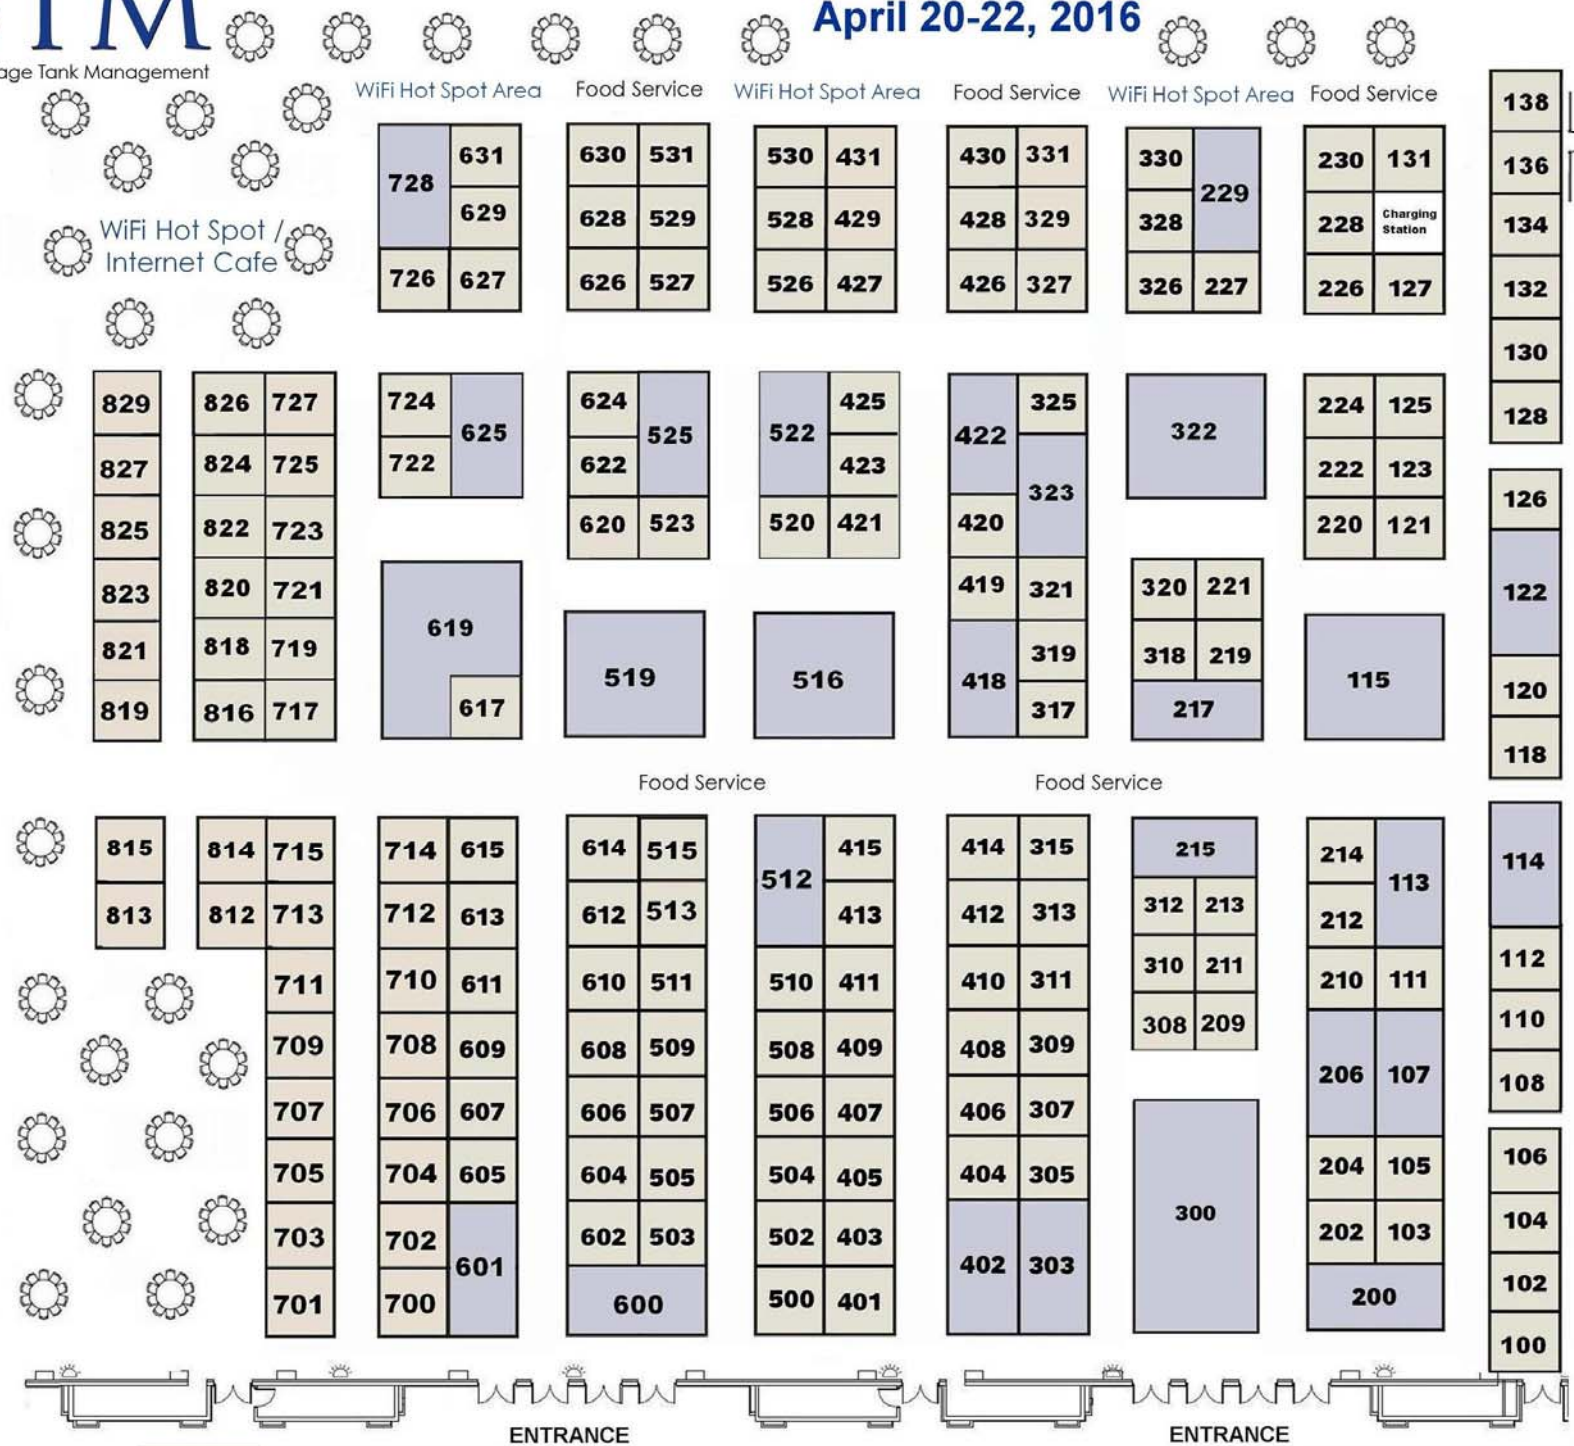 TM
April 20-22, 2016
age Tank Management
WiFi Hot Spot Area
Food Service
WiFi Hot Spot Area
Food Service
WiFi Hot Spot Area
Food Service
138
728 631 630 531 530 431 430 331 330 229 230 131
136
629 628 529 528 429 428 329 328 228 Charging
Station
134
726 627 626 527 526 427 426 327 326 227 226 127
132
WiFi Hot Spot /
Internet Cafe
130
829 826 727 724 625 624 525 522 425 422 325 322 224 125
128
827 824 725 722 622 423 323 222 123
126
825 822 723 620 523 520 421 420 220 121
122
823 820 721 619 419 321 320 221
821 818 719 519 516 418 319 318 219 115
120
819 816 717 617 317 217
118
Food Service
Food Service
815 814 715 714 615 614 515 512 415 414 315 215 214 113
114
813 812 713 712 613 612 513 413 412 313 312 213 212
711 710 611 610 511 510 411 410 311 310 211 210 111
112
709 708 609 608 509 508 409 408 309 308 209 206 107
110
108
707 706 607 606 507 506 407 406 307
705 704 605 604 505 504 405 404 305 300 204 105
106
703 702 601 602 503 502 403 402 303 202 103
104
701 700 600 500 401 200
102
100
ENTRANCE
ENTRANCE